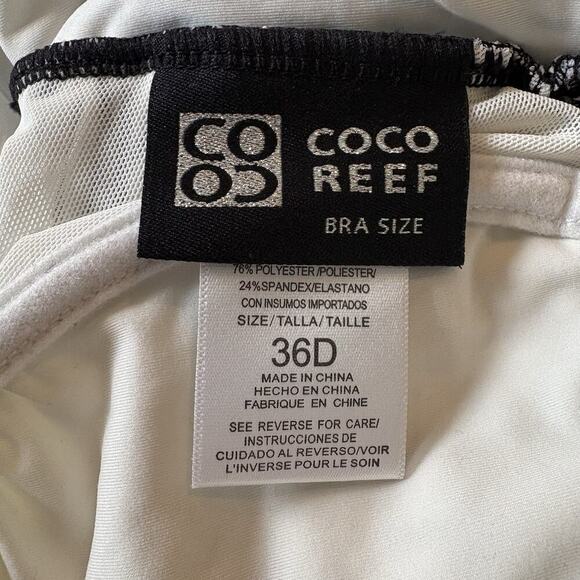 CO
CO
COCO
REEF
BRA SIZE
76% POLYESTER/POLIESTER/
24%SPANDEX/ELASTANO
CON INSUMOS IMPORTADOS
SIZE/TALLA/TAILLE
36D
MADE IN CHINA
HECHO EN CHINA
FABRIQUE EN CHINE
SEE REVERSE FOR CARE/
INSTRUCCIONES DE
CUIDADO AL REVERSO/VOIR
L'INVERSE POUR LE SOIN